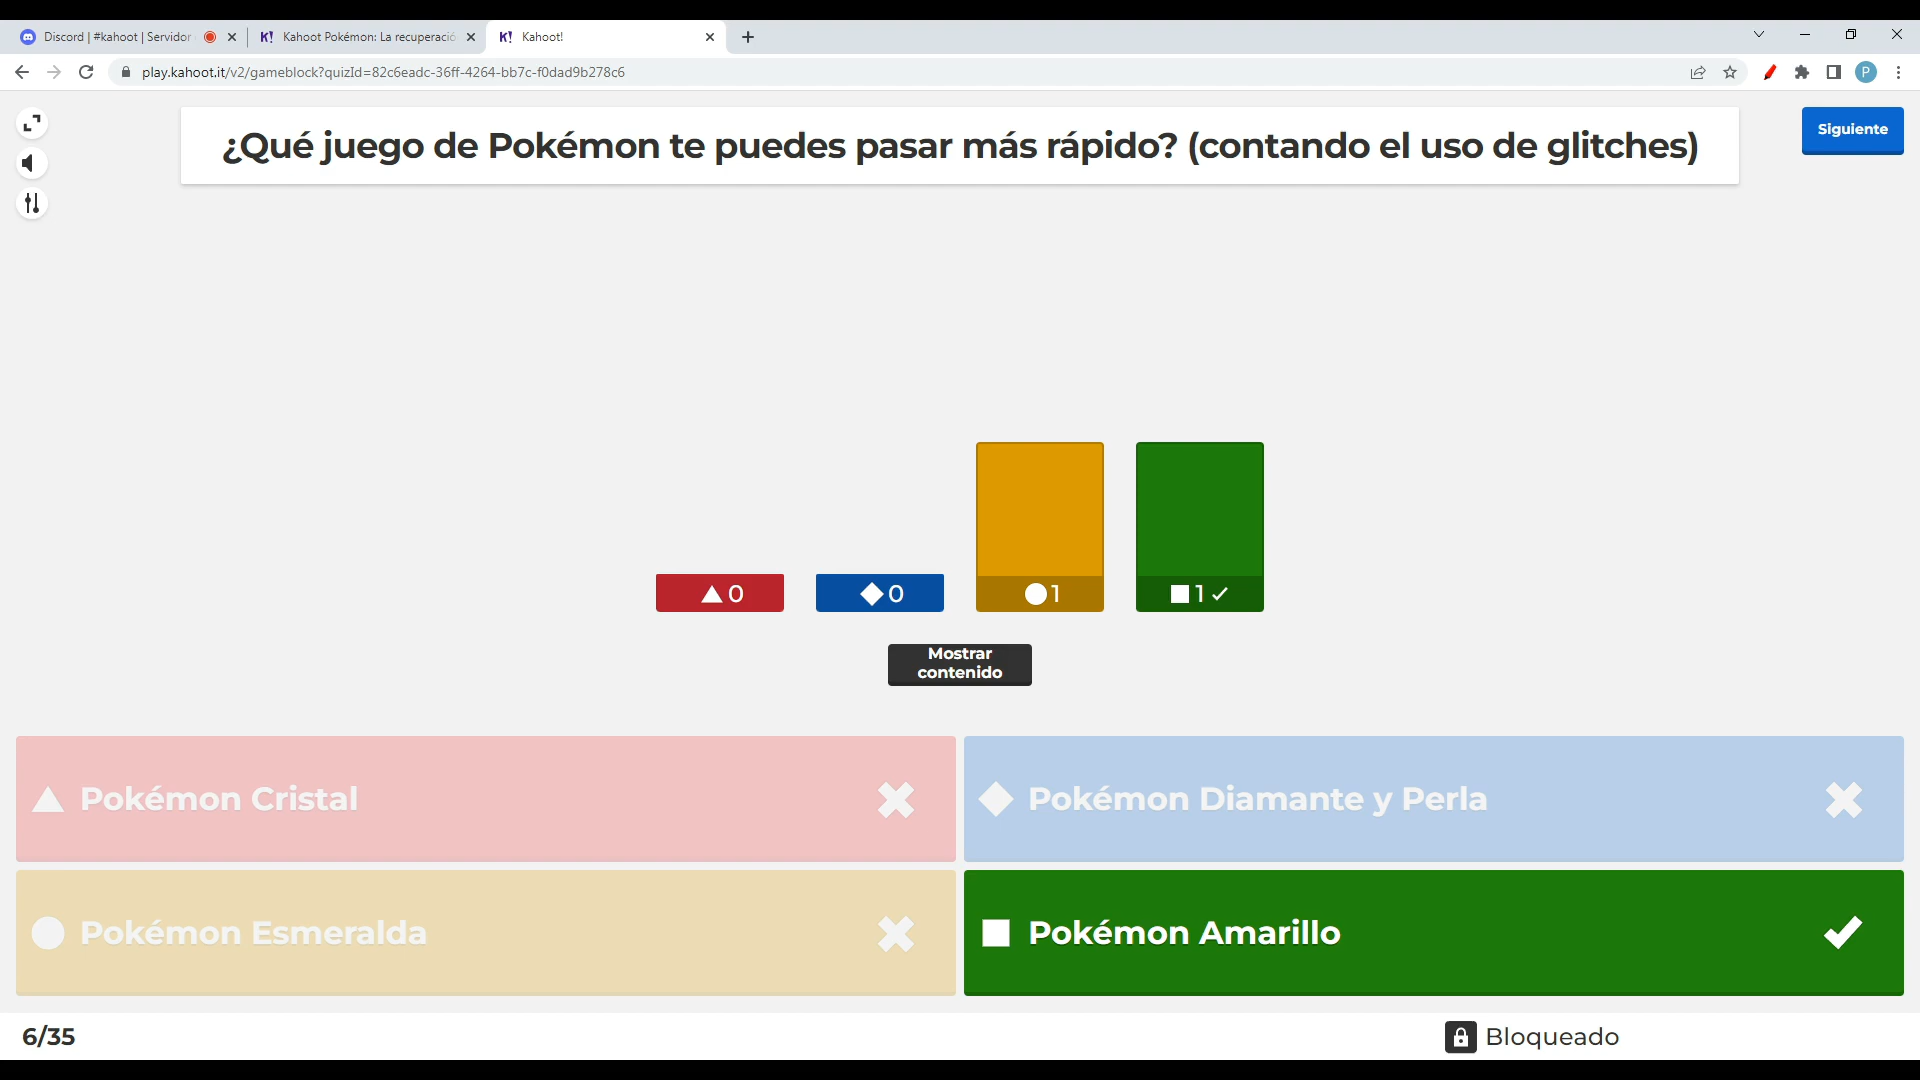 Discord | #kahoot | Servidor
Kahoot Pokémon: La recuperació
Kahoot!
play.kahoot.it/v2/gameblock?quizId=82c6eadc-36ff-4264-bb7c-f0dad9b278c6
P
¿Qué juego de Pokémon te puedes pasar más rápido? (contando el uso de glitches)
Siguiente
0
0
1
1
Mostrar
contenido
Pokémon Cristal
Pokémon Diamante y Perla
Pokémon Esmeralda
Pokémon Amarillo
6/35
Bloqueado